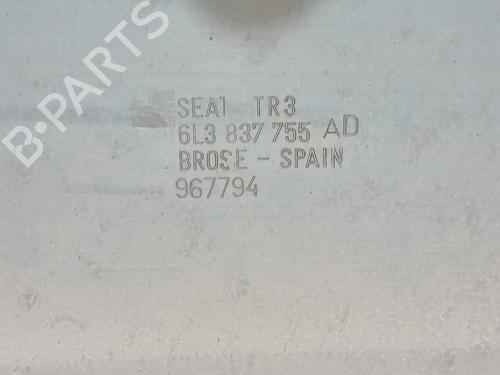 B-PARTS
SEAT TR3
6L3 837 755 AD
BROSE - SPAIN
967794